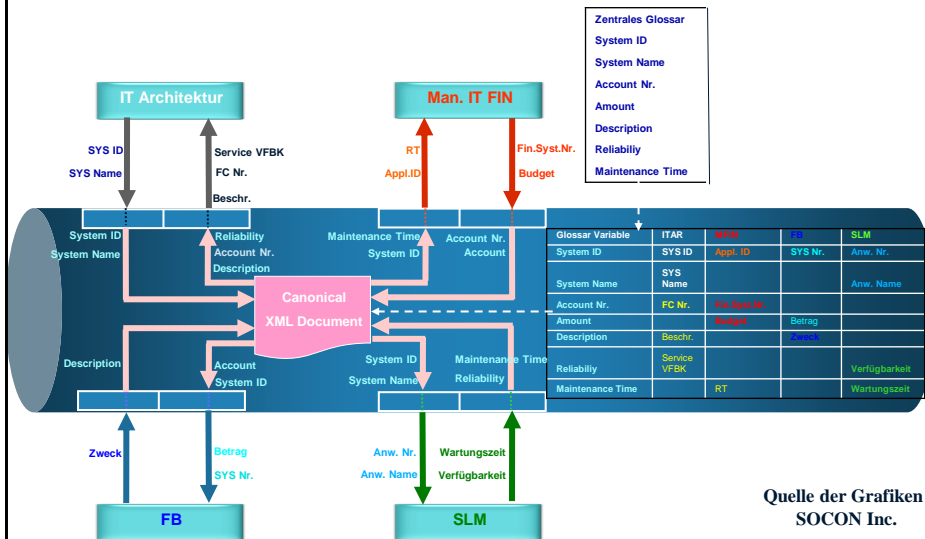 Zentrales Glossar
System ID
System Name
Account Nr.
Amount
Description
Reliabiliy
Maintenance Time
IT Architektur
Man. IT FIN
SYS ID
SYS Name
Service VFBK
FC Nr.
Beschr.
RT
Appl.ID
Fin.Syst.Nr.
Budget
System ID
System Name
Reliability
Account Nr.
Description
Maintenance Time
System ID
Account Nr.
Account
Canonical
XML Document
Description
Account
System ID
System ID
System Name
Maintenance Time
Reliability
Glossar Variable ITAR MFIN FB SLM
System ID SYS ID Appl. ID SYS Nr. Anw. Nr.
System Name SYS Name Anw. Name
Account Nr. FC Nr. Fin.Syst.Nr.
Amount Budget Betrag
Description Beschr. Zweck
Reliabiliy Service VFBK Verfügbarkeit
Maintenance Time RT Wartungszeit
Zweck
Betrag
SYS Nr.
Anw. Nr.
Anw. Name
Wartungszeit
Verfügbarkeit
FB
SLM
Quelle der Grafiken
SOCON Inc.